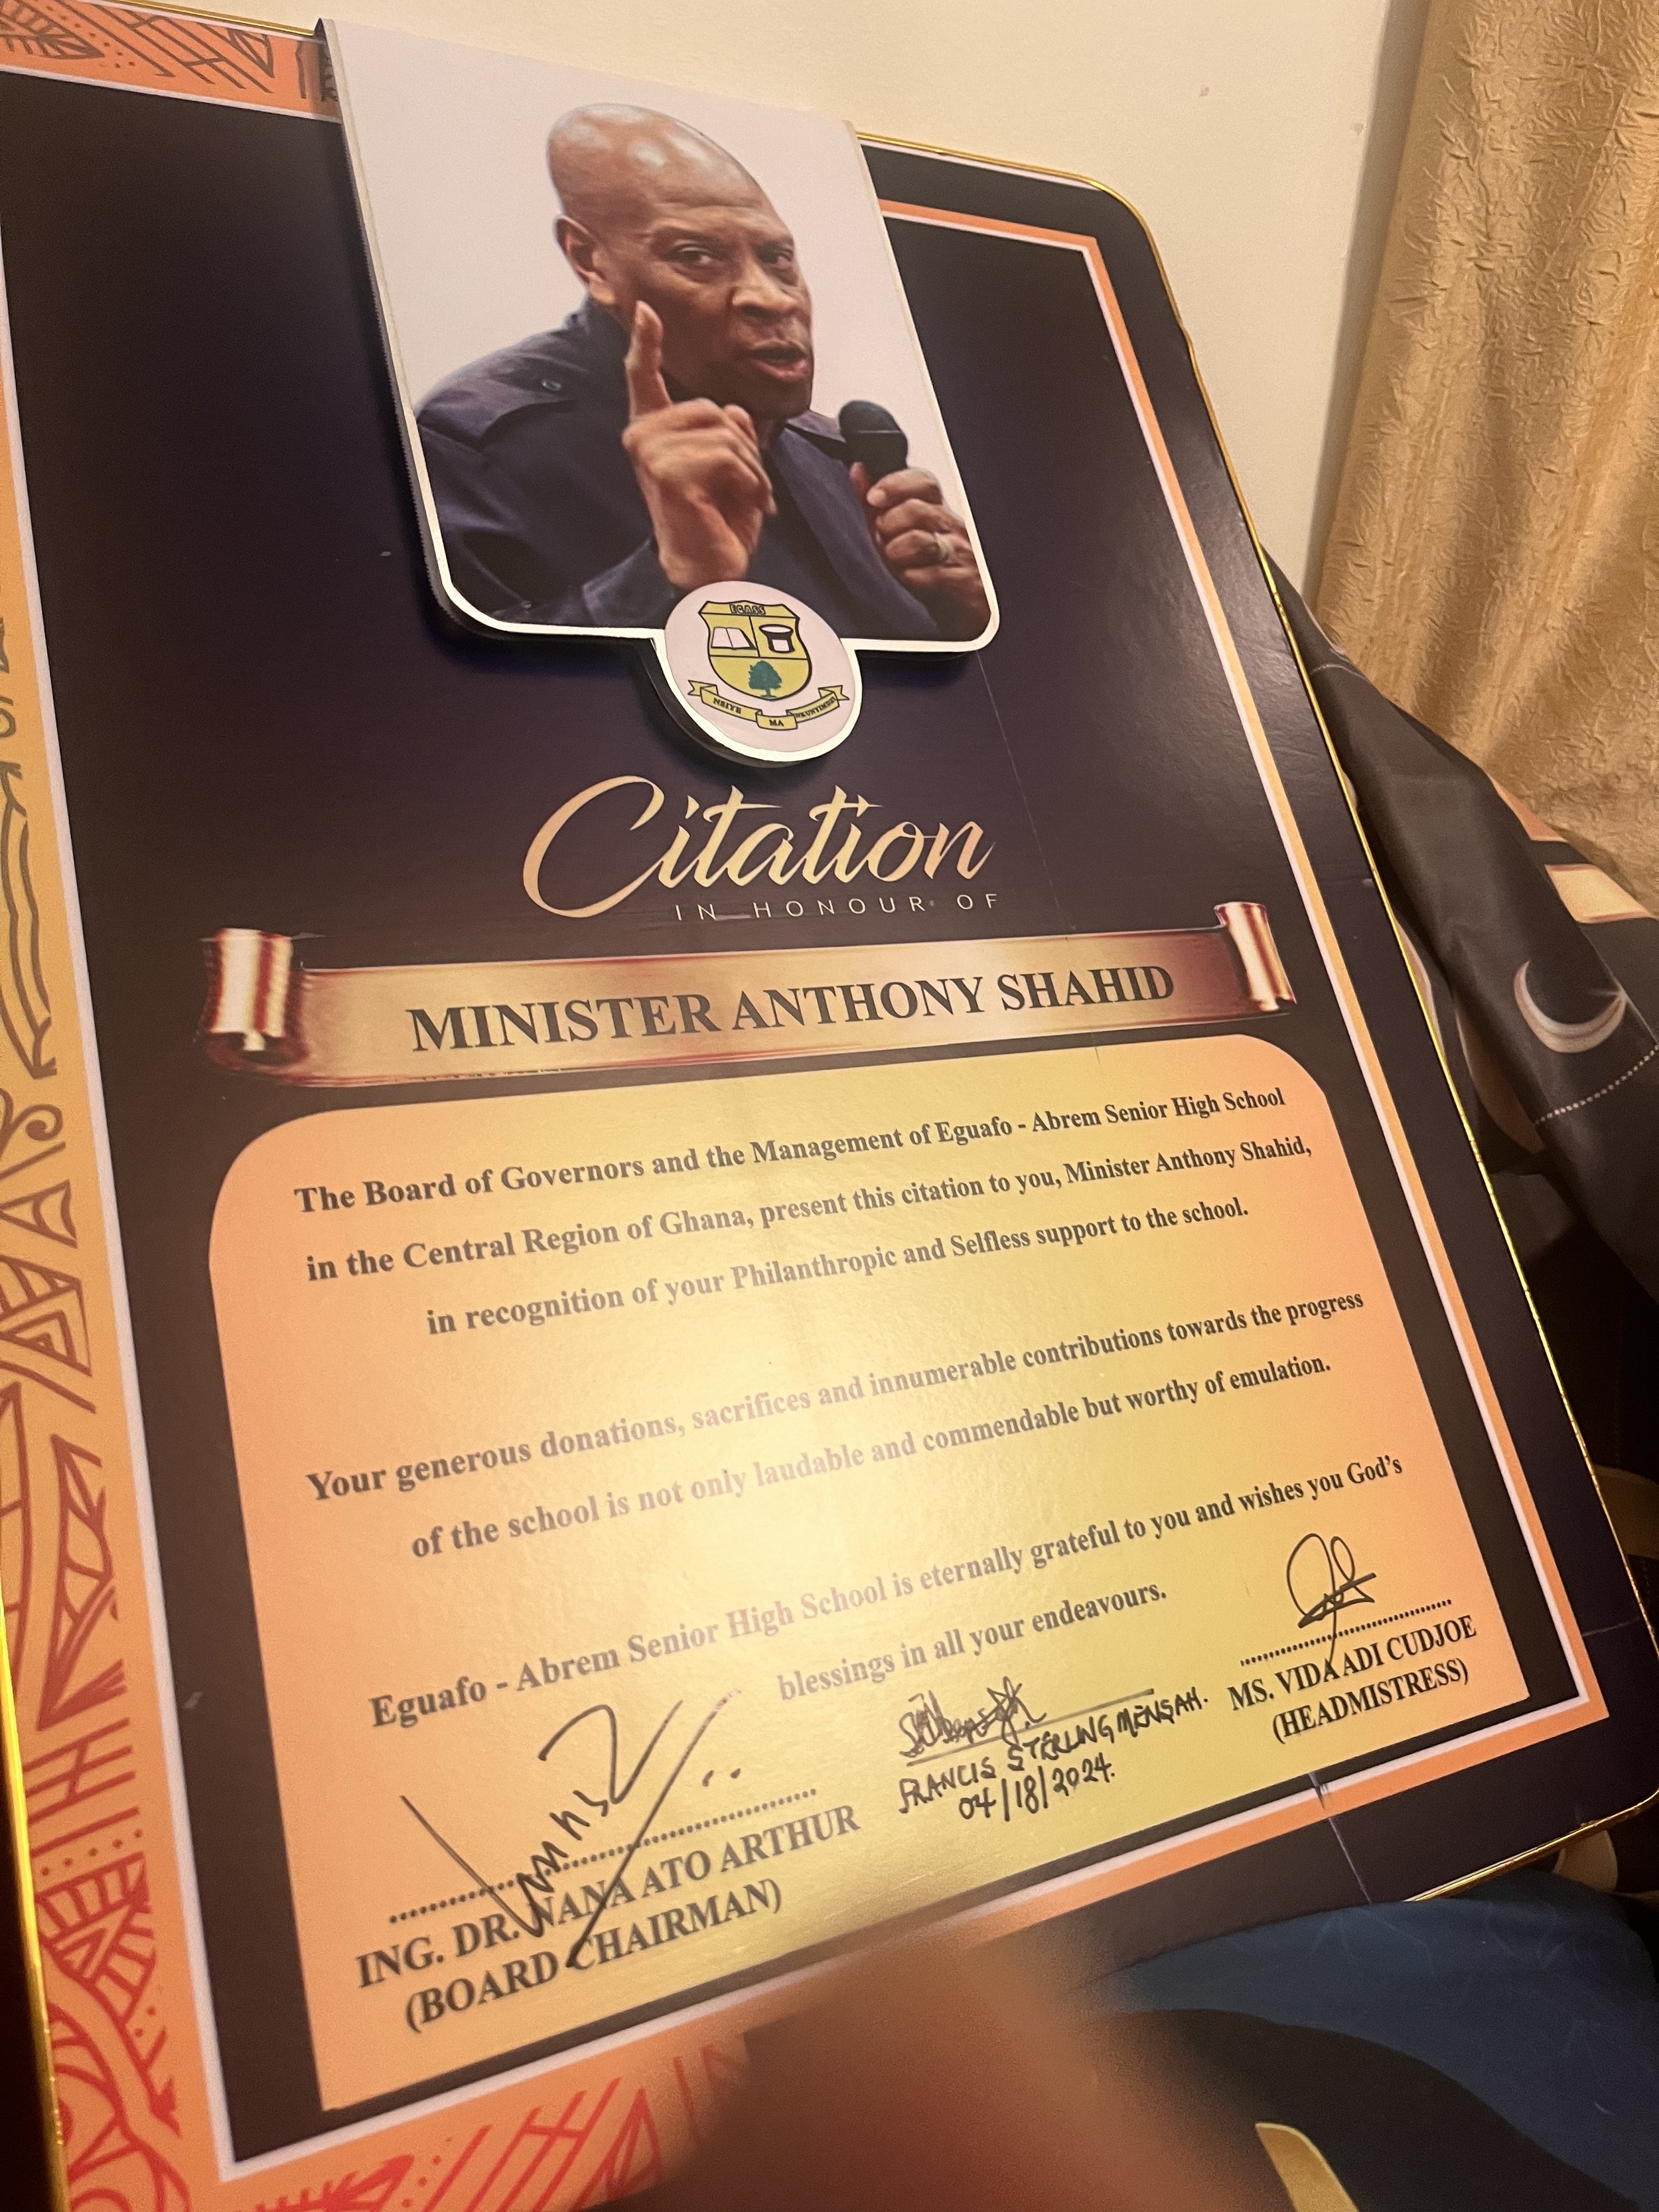 NSIYE MA NKUNYIMDZI
Citation
IN HONOUR OF
MINISTER ANTHONY SHAHID
The Board of Governors and the Management of Eguafo - Abrem Senior High School
in the Central Region of Ghana, present this citation to you, Minister Anthony Shahid,
in recognition of your Philanthropic and Selfless support to the school.
Your generous donations, sacrifices and innumerable contributions towards the progress
of the school is not only laudable and commendable but worthy of emulation.
Eguafo - Abrem Senior High School is eternally grateful to you and wishes you God's
blessings in all your endeavours.
ING. DR. NANA ATO ARTHUR
(BOARD CHAIRMAN)
FRANCIS STERLING MENSAH.
04/18/2024.
MS. VIDA ADI CUDJOE
(HEADMISTRESS)